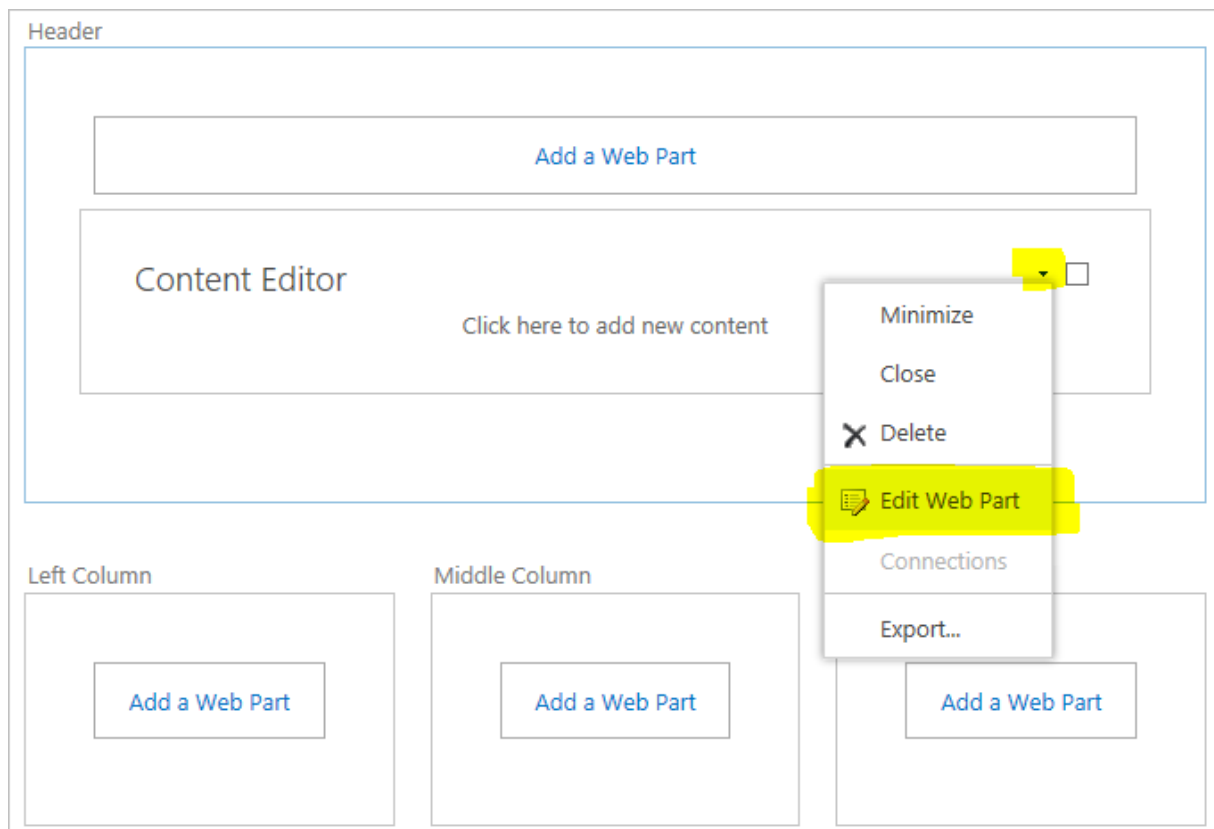 Header
Add a Web Part
Content Editor
Click here to add new content
Minimize
Close
Delete
Edit Web Part
Connections
Export...
Left Column
Middle Column
Add a Web Part
Add a Web Part
Add a Web Part